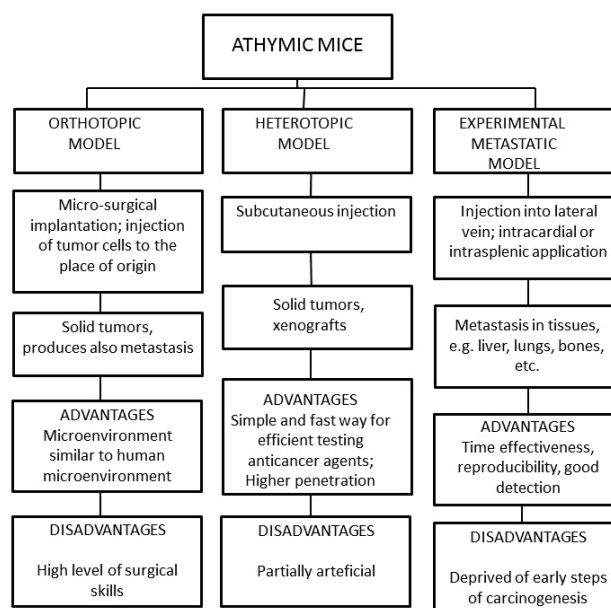 ATHYMIC MICE
ORTHOTOPIC
MODEL
Micro-surgical
implantation; injection
of tumor cells to the
place of origin
Solid tumors,
produces also metastasis
ADVANTAGES
Microenvironment
similar to human
microenvironment
DISADVANTAGES
High level of surgical
skills
HETEROTOPIC
MODEL
Subcutaneous injection
Solid tumors,
xenografts
ADVANTAGES
Simple and fast way for
efficient testing
anticancer agents;
Higher penetration
DISADVANTAGES
Partially arteficial
EXPERIMENTAL
METASTATIC
MODEL
Injection into lateral
vein; intracardial or
intrasplenic application
Metastasis in tissues,
e.g. liver, lungs, bones,
etc.
ADVANTAGES
Time effectiveness,
reproducibility, good
detection
DISADVANTAGES
Deprived of early steps
of carcinogenesis